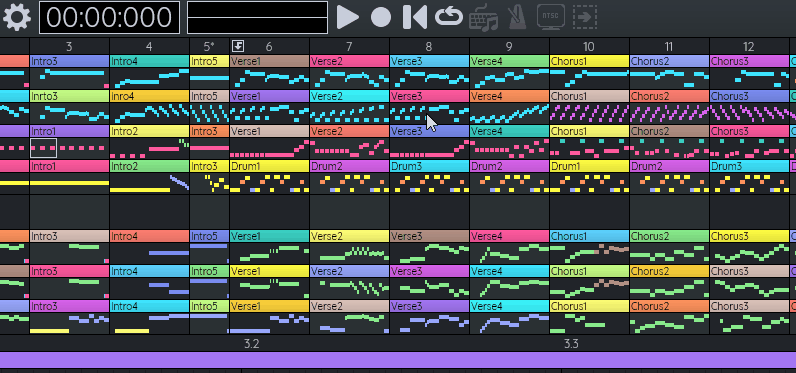 00:00:000
3 4 5* 6 7 8 9 10 11 12
Intro3 Intro4 Intro5 Verse1 Verse2 Verse3 Verse4 Chorus1 Chorus2 Chorus3
Intro3 Intro4 Intro5 Verse1 Verse2 Verse3 Verse4 Chorus1 Chorus2 Chorus3
Intro1 Intro2 Intro3 Verse1 Verse2 Verse3 Verse4 Chorus1 Chorus2 Chorus3
Intro1 Intro2 Intro3 Drum1 Drum2 Drum3 Drum1 Drum2 Drum1 Drum2 Drum3
Intro3 Intro4 Intro5 Verse1 Verse2 Verse3 Verse4 Chorus1 Chorus2 Chorus3
Intro3 Intro4 Intro5 Verse1 Verse2 Verse3 Verse4 Chorus1 Chorus2 Chorus3
Intro3 Intro4 Intro5 Verse1 Verse2 Verse3 Verse4 Chorus1 Chorus2 Chorus3
3.2 3.3